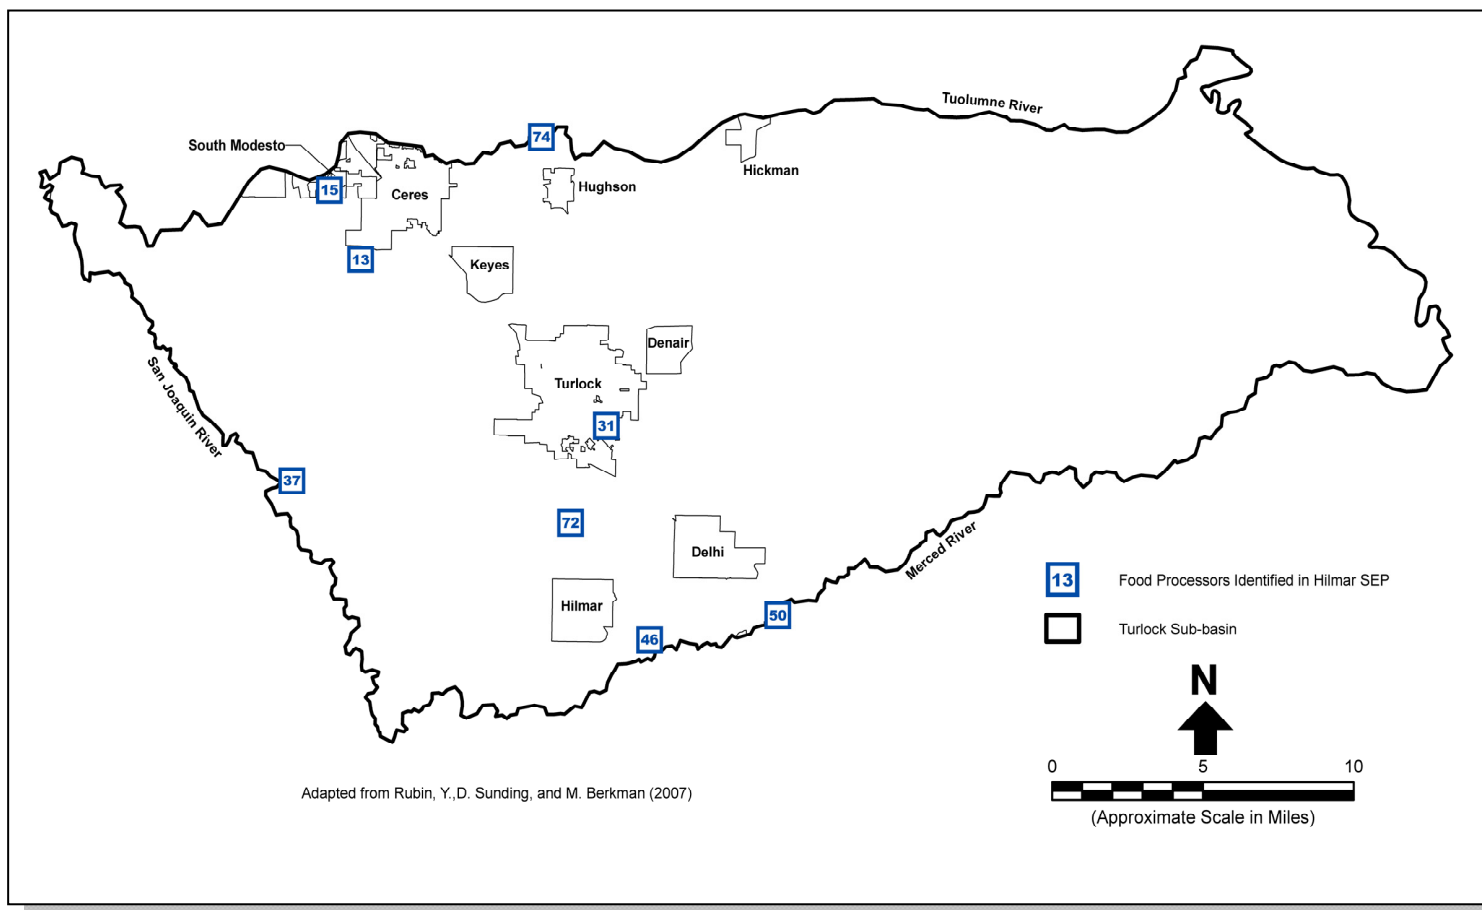 Tuolumne River
74
South Modesto
Hickman
15
Ceres
Hughson
13
Keyes
Denair
San Joaquin River
Turlock
31
37
72
Delhi
Merced River
13 Food Processors Identified in Hilmar SEP
Hilmar
50
Turlock Sub-basin
46
N
0 5 10
(Approximate Scale in Miles)
Adapted from Rubin, Y.,D. Sunding, and M. Berkman (2007)